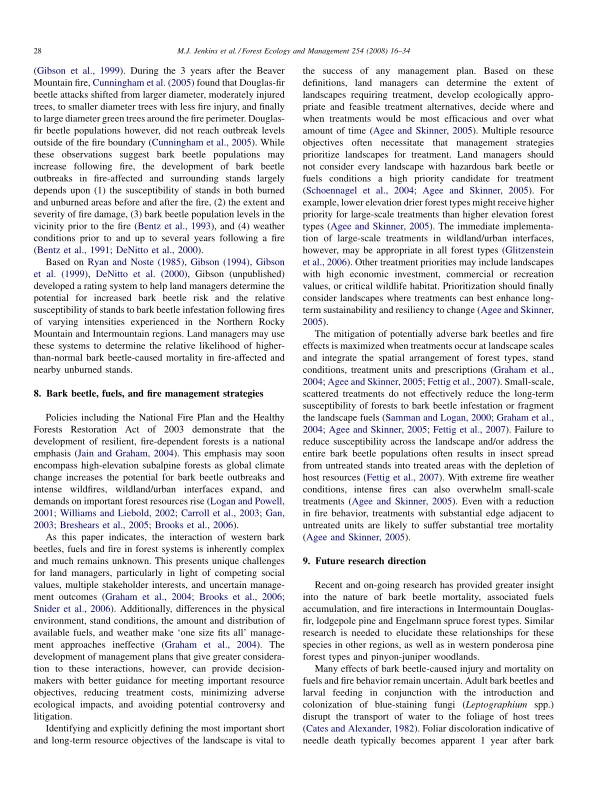 28
M.J. Jenkins et al. / Forest Ecology and Management 254 (2008) 16–34
(Gibson et al., 1999). During the 3 years after the Beaver
Mountain fire, Cunningham et al. (2005) found that Douglas-fir
beetle attacks shifted from larger diameter, moderately injured
trees, to smaller diameter trees with less fire injury, and finally
to large diameter green trees around the fire perimeter. Douglas-
fir beetle populations however, did not reach outbreak levels
outside of the fire boundary (Cunningham et al., 2005). While
these observations suggest bark beetle populations may
increase following fire, the development of bark beetle
outbreaks in fire-affected and surrounding stands largely
depends upon (1) the susceptibility of stands in both burned
and unburned areas before and after the fire, (2) the extent and
severity of fire damage, (3) bark beetle population levels in the
vicinity prior to the fire (Bentz et al., 1993), and (4) weather
conditions prior to and up to several years following a fire
(Bentz et al., 1991; DeNitto et al., 2000).
Based on Ryan and Noste (1985), Gibson (1994), Gibson
et al. (1999), DeNitto et al. (2000), Gibson (unpublished)
developed a rating system to help land managers determine the
potential for increased bark beetle risk and the relative
susceptibility of stands to bark beetle infestation following fires
of varying intensities experienced in the Northern Rocky
Mountain and Intermountain regions. Land managers may use
these systems to determine the relative likelihood of higher-
than-normal bark beetle-caused mortality in fire-affected and
nearby unburned stands.
8. Bark beetle, fuels, and fire management strategies
Policies including the National Fire Plan and the Healthy
Forests Restoration Act of 2003 demonstrate that the
development of resilient, fire-dependent forests is a national
emphasis (Jain and Graham, 2004). This emphasis may soon
encompass high-elevation subalpine forests as global climate
change increases the potential for bark beetle outbreaks and
intense wildfires, wildland/urban interfaces expand, and
demands on important forest resources rise (Logan and Powell,
2001; Williams and Liebold, 2002; Carroll et al., 2003; Gan,
2003; Breshears et al., 2005; Brooks et al., 2006).
As this paper indicates, the interaction of western bark
beetles, fuels and fire in forest systems is inherently complex
and much remains unknown. This presents unique challenges
for land managers, particularly in light of competing social
values, multiple stakeholder interests, and uncertain manage-
ment outcomes (Graham et al., 2004; Brooks et al., 2006;
Snider et al., 2006). Additionally, differences in the physical
environment, stand conditions, the amount and distribution of
available fuels, and weather make ‘one size fits all’ manage-
ment approaches ineffective (Graham et al., 2004). The
development of management plans that give greater considera-
tion to these interactions, however, can provide decision-
makers with better guidance for meeting important resource
objectives, reducing treatment costs, minimizing adverse
ecological impacts, and avoiding potential controversy and
litigation.
Identifying and explicitly defining the most important short
and long-term resource objectives of the landscape is vital to
the success of any management plan. Based on these
definitions, land managers can determine the extent of
landscapes requiring treatment, develop ecologically appro-
priate and feasible treatment alternatives, decide where and
when treatments would be most efficacious and over what
amount of time (Agee and Skinner, 2005). Multiple resource
objectives often necessitate that management strategies
prioritize landscapes for treatment. Land managers should
not consider every landscape with hazardous bark beetle or
fuels conditions a high priority candidate for treatment
(Schoennagel et al., 2004; Agee and Skinner, 2005). For
example, lower elevation drier forest types might receive higher
priority for large-scale treatments than higher elevation forest
types (Agee and Skinner, 2005). The immediate implementa-
tion of large-scale treatments in wildland/urban interfaces,
however, may be appropriate in all forest types (Glitzenstein
et al., 2006). Other treatment priorities may include landscapes
with high economic investment, commercial or recreation
values, or critical wildlife habitat. Prioritization should finally
consider landscapes where treatments can best enhance long-
term sustainability and resiliency to change (Agee and Skinner,
2005).
The mitigation of potentially adverse bark beetles and fire
effects is maximized when treatments occur at landscape scales
and integrate the spatial arrangement of forest types, stand
conditions, treatment units and prescriptions (Graham et al.,
2004; Agee and Skinner, 2005; Fettig et al., 2007). Small-scale,
scattered treatments do not effectively reduce the long-term
susceptibility of forests to bark beetle infestation or fragment
the landscape fuels (Samman and Logan, 2000; Graham et al.,
2004; Agee and Skinner, 2005; Fettig et al., 2007). Failure to
reduce susceptibility across the landscape and/or address the
entire bark beetle populations often results in insect spread
from untreated stands into treated areas with the depletion of
host resources (Fettig et al., 2007). With extreme fire weather
conditions, intense fires can also overwhelm small-scale
treatments (Agee and Skinner, 2005). Even with a reduction
in fire behavior, treatments with substantial edge adjacent to
untreated units are likely to suffer substantial tree mortality
(Agee and Skinner, 2005).
9. Future research direction
Recent and on-going research has provided greater insight
into the nature of bark beetle mortality, associated fuels
accumulation, and fire interactions in Intermountain Douglas-
fir, lodgepole pine and Engelmann spruce forest types. Similar
research is needed to elucidate these relationships for these
species in other regions, as well as in western ponderosa pine
forest types and pinyon-juniper woodlands.
Many effects of bark beetle-caused injury and mortality on
fuels and fire behavior remain uncertain. Adult bark beetles and
larval feeding in conjunction with the introduction and
colonization of blue-staining fungi (Leptographium spp.)
disrupt the transport of water to the foliage of host trees
(Cates and Alexander, 1982). Foliar discoloration indicative of
needle death typically becomes apparent 1 year after bark